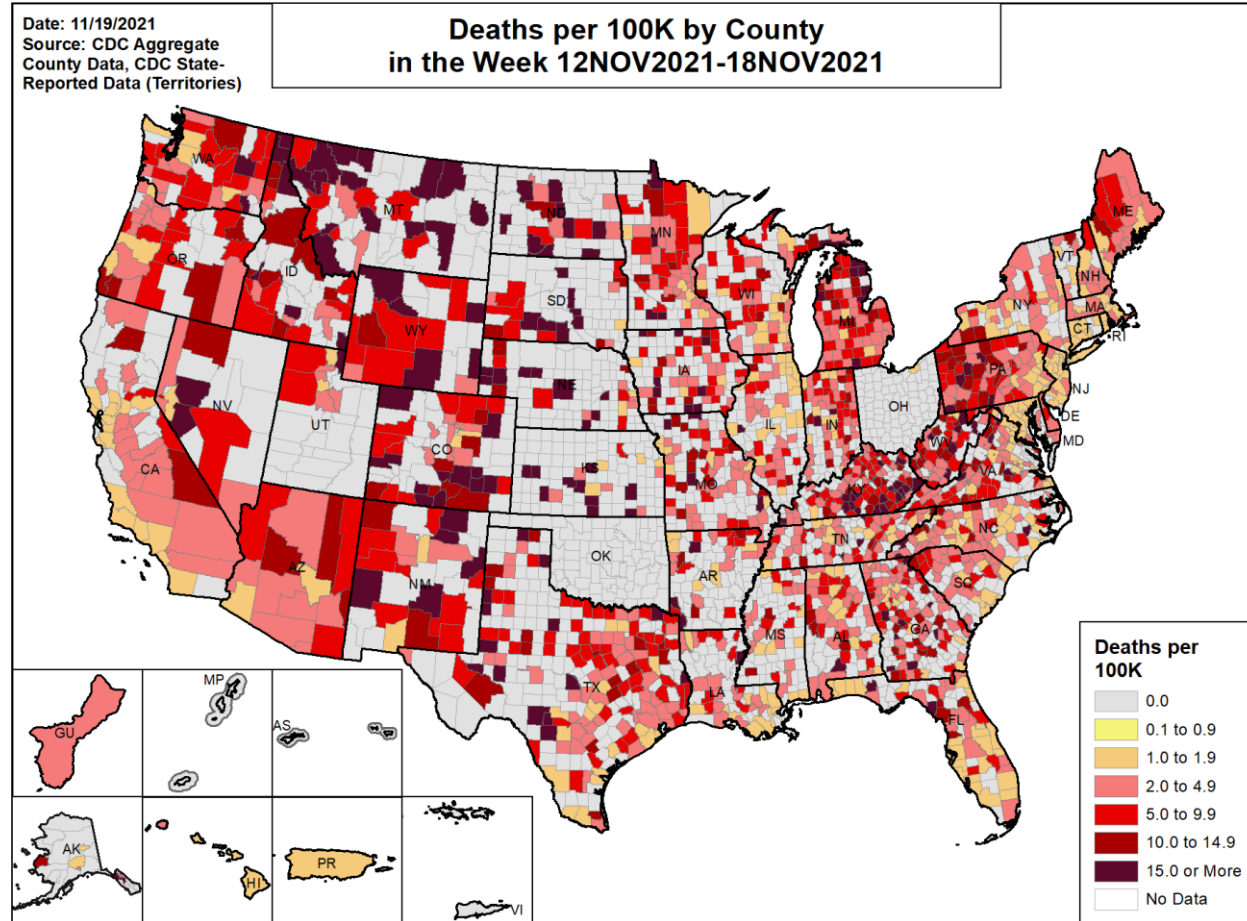 Date: 11/19/2021
Source: CDC Aggregate
County Data, CDC State-
Reported Data (Territories)
Deaths per 100K by County
in the Week 12NOV2021-18NOV2021
WA
MT
ND
MN
ME
OR
ID
SD
WI
MI
VT
NH
NY
MA
CT
RI
WY
IA
NE
PA
NJ
NV
UT
CO
IL
IN
OH
DE
MD
WV
VA
CA
KS
MO
KY
AZ
NM
OK
AR
TN
NC
SC
MS
AL
GA
TX
LA
FL
GU
MP
AS
AK
HI
PR
VI
Deaths per
100K
0.0
0.1 to 0.9
1.0 to 1.9
2.0 to 4.9
5.0 to 9.9
10.0 to 14.9
15.0 or More
No Data